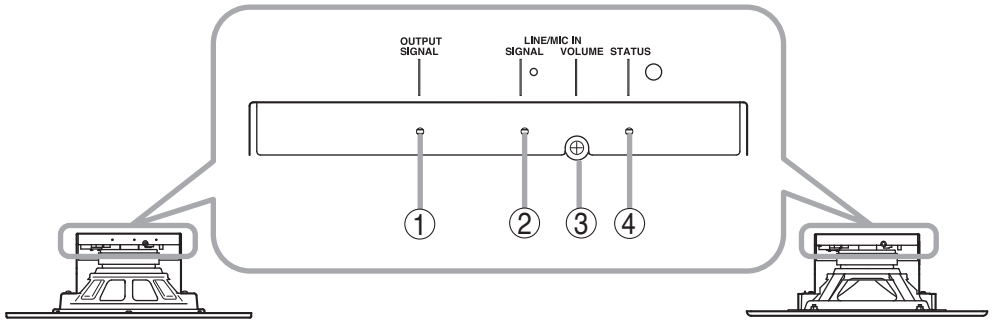 OUTPUT
SIGNAL
LINE/MIC IN
SIGNAL VOLUME STATUS
1 2 3 4